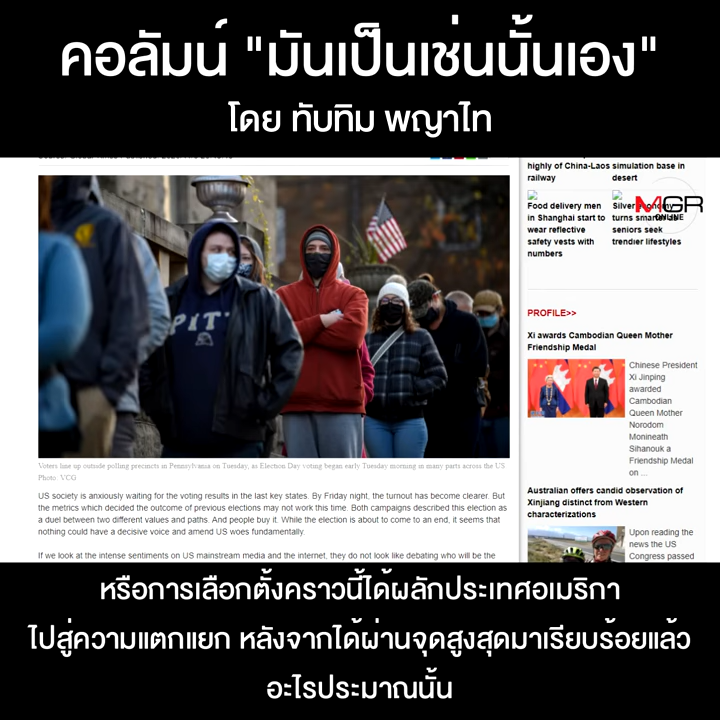 คอลัมน์ "มันเป็นเช่นนั้นเอง"
โดย ทับทิม พญาไท
highly of China-Laos
railway
simulation base in
desert
Food delivery men
in Shanghai start to
wear reflective
safety vests with
numbers
Silver economy
turns smart as
seniors seek
trendier lifestyles
MGR
ONLINE
PROFILE>>
Xi awards Cambodian Queen Mother
Friendship Medal
Chinese President
Xi Jinping
awarded
Cambodian
Queen Mother
Norodom
Monineath
Sihanouk a
Friendship Medal
on ...
Australian offers candid observation of
Xinjiang distinct from Western
characterizations
Upon reading the
news the US
Congress passed
PITT
Voters line up outside polling precincts in Pennsylvania on Tuesday, as Election Day voting began early Tuesday morning in many parts across the US
Photo: VCG
US society is anxiously waiting for the voting results in the last key states. By Friday night, the turnout has become clearer. But
the metrics which decided the outcome of previous elections may not work this time. Both campaigns described this election as
a duel between two different values and paths. And people buy it. While the election is about to come to an end, it seems that
nothing could have a decisive voice and amend US woes fundamentally.
If we look at the intense sentiments on US mainstream media and the internet, they do not look like debating who will be the
หรือการเลือกตั้งคราวนี้ได้ผลักประเทศอเมริกา
ไปสู่ความแตกแยก หลังจากได้ผ่านจุดสูงสุดมาเรียบร้อยแล้ว
อะไรประมาณนั้น